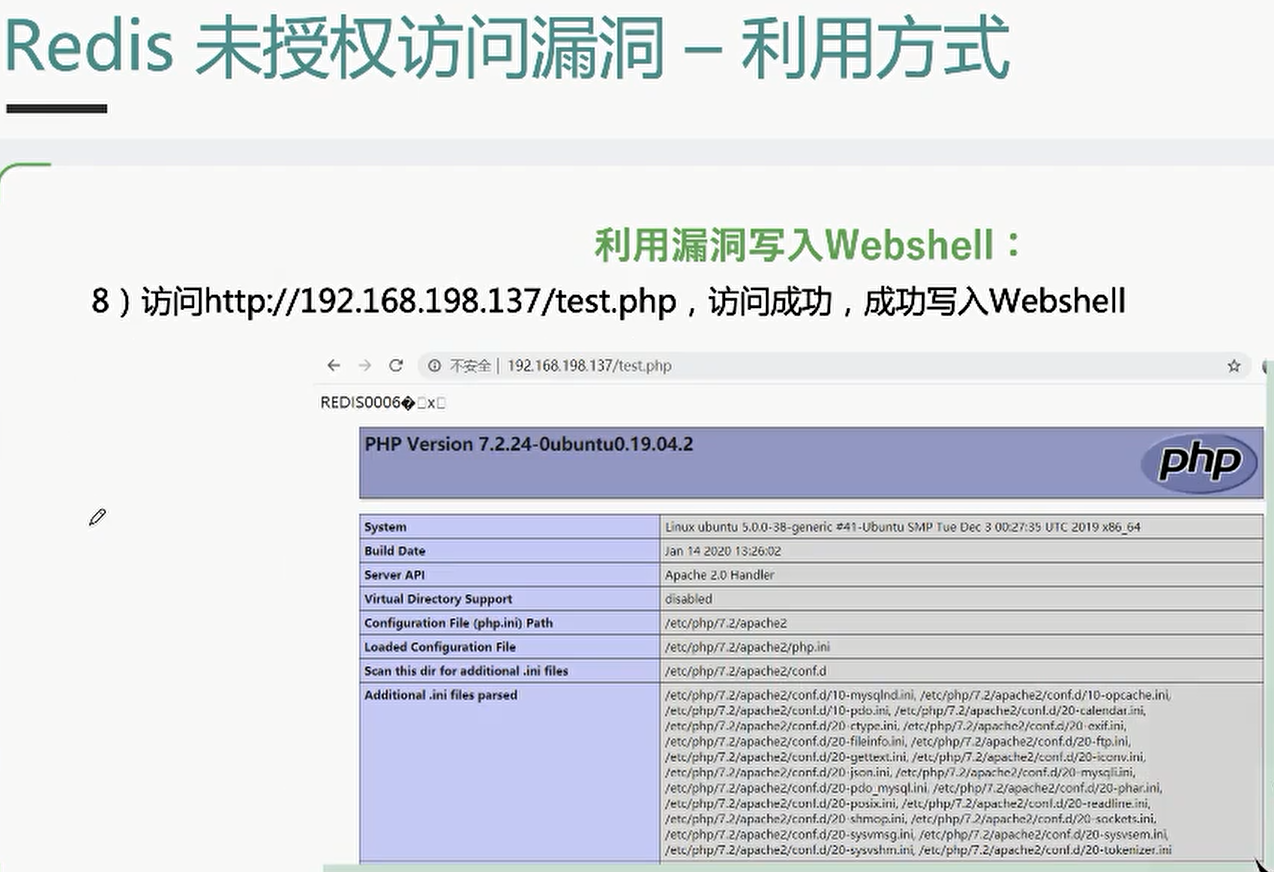 Redis 未授权访问漏洞 – 利用方式
利用漏洞写入Webshell：
8）访问http://192.168.198.137/test.php，访问成功，成功写入Webshell
不安全 | 192.168.198.137/test.php
REDIS0006�□x□
PHP Version 7.2.24-0ubuntu0.19.04.2
php
System Linux ubuntu 5.0.0-38-generic #41-Ubuntu SMP Tue Dec 3 00:27:35 UTC 2019 x86_64
Build Date Jan 14 2020 13:26:02
Server API Apache 2.0 Handler
Virtual Directory Support disabled
Configuration File (php.ini) Path /etc/php/7.2/apache2
Loaded Configuration File /etc/php/7.2/apache2/php.ini
Scan this dir for additional .ini files /etc/php/7.2/apache2/conf.d
Additional .ini files parsed /etc/php/7.2/apache2/conf.d/10-mysqlnd.ini, /etc/php/7.2/apache2/conf.d/10-opcache.ini,
/etc/php/7.2/apache2/conf.d/10-pdo.ini, /etc/php/7.2/apache2/conf.d/20-calendar.ini,
/etc/php/7.2/apache2/conf.d/20-ctype.ini, /etc/php/7.2/apache2/conf.d/20-exif.ini,
/etc/php/7.2/apache2/conf.d/20-fileinfo.ini, /etc/php/7.2/apache2/conf.d/20-ftp.ini,
/etc/php/7.2/apache2/conf.d/20-gettext.ini, /etc/php/7.2/apache2/conf.d/20-iconv.ini,
/etc/php/7.2/apache2/conf.d/20-json.ini, /etc/php/7.2/apache2/conf.d/20-mysqli.ini,
/etc/php/7.2/apache2/conf.d/20-pdo_mysql.ini, /etc/php/7.2/apache2/conf.d/20-phar.ini,
/etc/php/7.2/apache2/conf.d/20-posix.ini, /etc/php/7.2/apache2/conf.d/20-readline.ini,
/etc/php/7.2/apache2/conf.d/20-shmop.ini, /etc/php/7.2/apache2/conf.d/20-sockets.ini,
/etc/php/7.2/apache2/conf.d/20-sysvmsg.ini, /etc/php/7.2/apache2/conf.d/20-sysvsem.ini,
/etc/php/7.2/apache2/conf.d/20-sysvshm.ini, /etc/php/7.2/apache2/conf.d/20-tokenizer.ini